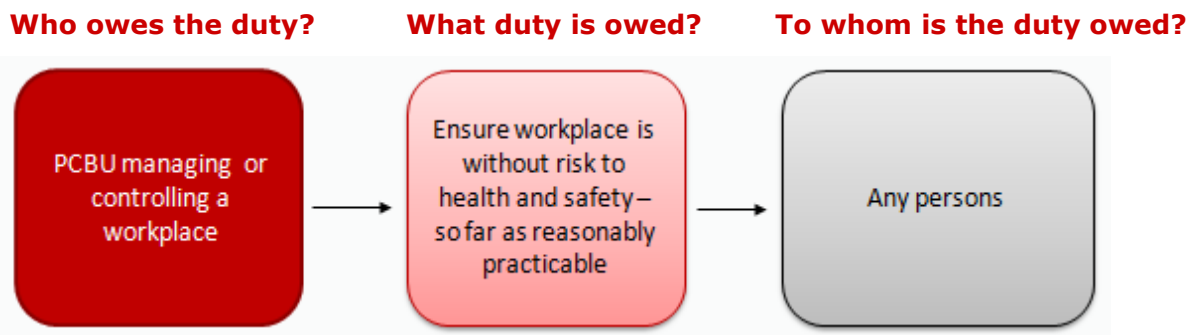 Who owes the duty?
What duty is owed?
To whom is the duty owed?
PCBU managing or
controlling a
workplace
Ensure workplace is
without risk to
health and safety –
so far as reasonably
practicable
Any persons